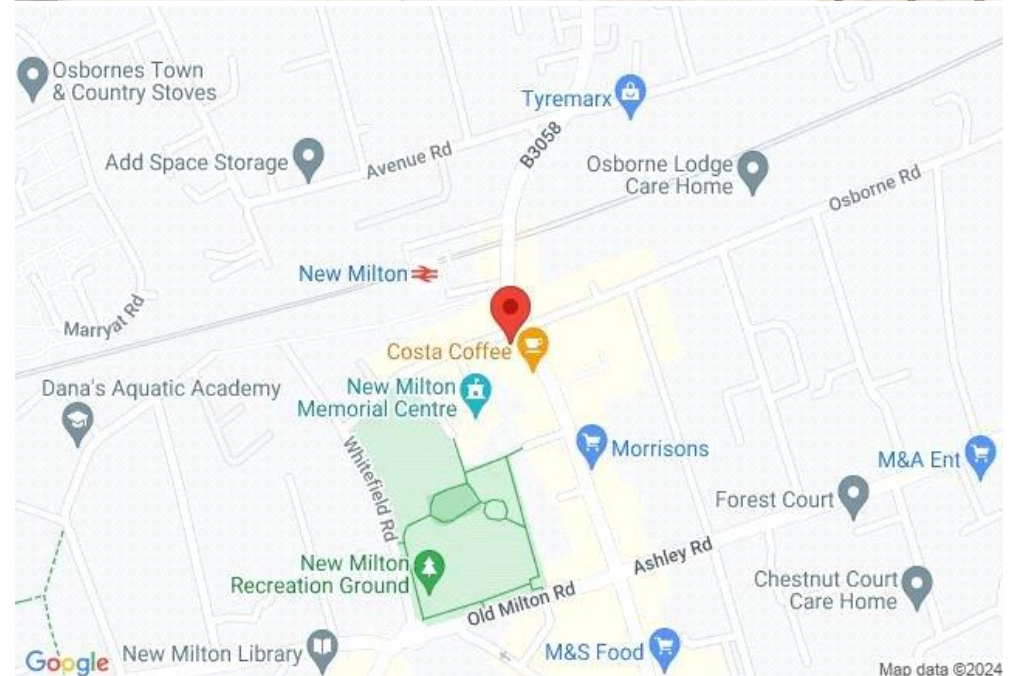 Osbornes Town
& Country Stoves
Tyremarx
B3058
Add Space Storage
Avenue Rd
Osborne Lodge
Care Home
Osborne Rd
New Milton
Marryat Rd
Costa Coffee
Dana's Aquatic Academy
New Milton
Memorial Centre
Whitefield Rd
Morrisons
M&A Ent
Forest Court
Ashley Rd
New Milton
Recreation Ground
Chestnut Court
Care Home
Old Milton Rd
Google
New Milton Library
M&S Food
Map data ©2024